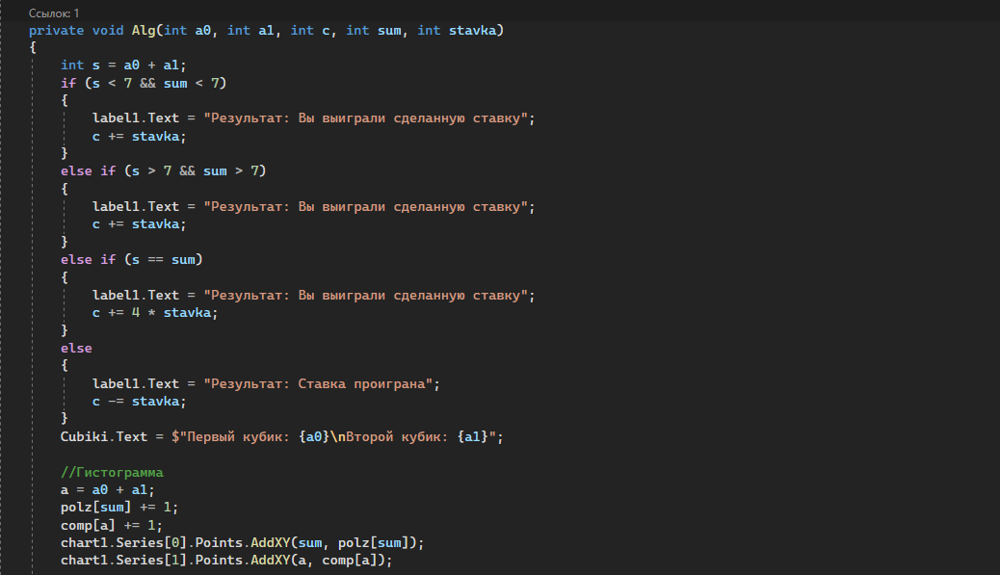 Ссылок: 1
private void Alg(int a0, int a1, int c, int sum, int stavka)
{
int s = a0 + a1;
if (s < 7 && sum < 7)
{
label1.Text = "Результат: Вы выиграли сделанную ставку";
c += stavka;
}
else if (s > 7 && sum > 7)
{
label1.Text = "Результат: Вы выиграли сделанную ставку";
c += stavka;
}
else if (s == sum)
{
label1.Text = "Результат: Вы выиграли сделанную ставку";
c += 4 * stavka;
}
else
{
label1.Text = "Результат: Ставка проиграна";
c -= stavka;
}
Cubiki.Text = $"Первый кубик: {a0}\nВторой кубик: {a1}";
//Гистограмма
a = a0 + a1;
polz[sum] += 1;
comp[a] += 1;
chart1.Series[0].Points.AddXY(sum, polz[sum]);
chart1.Series[1].Points.AddXY(a, comp[a]);